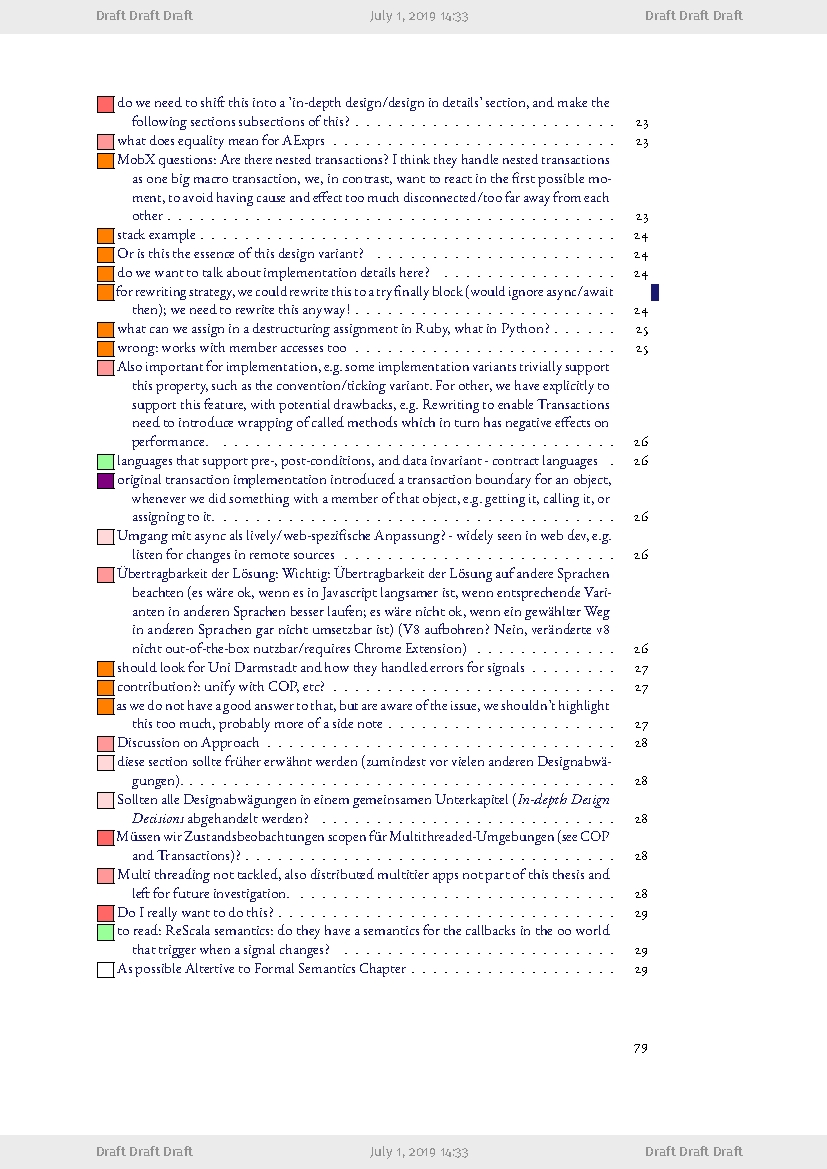 Draft Draft Draft July 1, 2019 14:33 Draft Draft Draft
do we need to shift this into a 'in-depth design/design in details' section, and make the
following sections subsections of this? . . . . . . . . . . . . . . . . . . . . . . . . 23
what does equality mean for AExprs . . . . . . . . . . . . . . . . . . . . . . . . . . 23
MobX questions: Are there nested transactions? I think they handle nested transactions
as one big macro transaction, we, in contrast, want to react in the first possible mo-
ment, to avoid having cause and effect too much disconnected/too far away from each
other . . . . . . . . . . . . . . . . . . . . . . . . . . . . . . . . . . . . . . . . . 23
stack example . . . . . . . . . . . . . . . . . . . . . . . . . . . . . . . . . . . . . . 24
Or is this the essence of this design variant? . . . . . . . . . . . . . . . . . . . . . . 24
do we want to talk about implementation details here? . . . . . . . . . . . . . . . . 24
for rewriting strategy, we could rewrite this to a try finally block (would ignore async/await
then); we need to rewrite this anyway! . . . . . . . . . . . . . . . . . . . . . . . . 24
what can we assign in a destructuring assignment in Ruby, what in Python? . . . . . . 25
wrong: works with member accesses too . . . . . . . . . . . . . . . . . . . . . . . . 25
Also important for implementation, e.g. some implementation variants trivially support
this property, such as the convention/ticking variant. For other, we have explicitly to
support this feature, with potential drawbacks, e.g. Rewriting to enable Transactions
need to introduce wrapping of called methods which in turn has negative effects on
performance. . . . . . . . . . . . . . . . . . . . . . . . . . . . . . . . . . . . . 26
languages that support pre-, post-conditions, and data invariant - contract languages . 26
original transaction implementation introduced a transaction boundary for an object,
whenever we did something with a member of that object, e.g. getting it, calling it, or
assigning to it. . . . . . . . . . . . . . . . . . . . . . . . . . . . . . . . . . . . . 26
Umgang mit async als lively/web-spezifische Anpassung? - widely seen in web dev, e.g.
listen for changes in remote sources . . . . . . . . . . . . . . . . . . . . . . . . . 26
Übertragbarkeit der Lösung: Wichtig: Übertragbarkeit der Lösung auf andere Sprachen
beachten (es wäre ok, wenn es in Javascript langsamer ist, wenn entsprechende Vari-
anten in anderen Sprachen besser laufen; es wäre nicht ok, wenn ein gewählter Weg
in anderen Sprachen gar nicht umsetzbar ist) (V8 aufbohren? Nein, veränderte v8
nicht out-of-the-box nutzbar/requires Chrome Extension) . . . . . . . . . . . . . 26
should look for Uni Darmstadt and how they handled errors for signals . . . . . . . . 27
contribution?: unify with COP, etc? . . . . . . . . . . . . . . . . . . . . . . . . . . 27
as we do not have a good answer to that, but are aware of the issue, we shouldn't highlight
this too much, probably more of a side note . . . . . . . . . . . . . . . . . . . . . 27
Discussion on Approach . . . . . . . . . . . . . . . . . . . . . . . . . . . . . . . . 28
diese section sollte früher erwähnt werden (zumindest vor vielen anderen Designabwä-
gungen). . . . . . . . . . . . . . . . . . . . . . . . . . . . . . . . . . . . . . . . 28
Sollten alle Designabwägungen in einem gemeinsamen Unterkapitel (In-depth Design
Decisions abgehandelt werden? . . . . . . . . . . . . . . . . . . . . . . . . . . . 28
Müssen wir Zustandsbeobachtungen scopen für Multithreaded-Umgebungen (see COP
and Transactions)? . . . . . . . . . . . . . . . . . . . . . . . . . . . . . . . . . . 28
Multi threading not tackled, also distributed multitier apps not part of this thesis and
left for future investigation. . . . . . . . . . . . . . . . . . . . . . . . . . . . . . 28
Do I really want to do this? . . . . . . . . . . . . . . . . . . . . . . . . . . . . . . . 29
to read: ReScala semantics: do they have a semantics for the callbacks in the oo world
that trigger when a signal changes? . . . . . . . . . . . . . . . . . . . . . . . . . 29
As possible Altertive to Formal Semantics Chapter . . . . . . . . . . . . . . . . . . . 29
79
Draft Draft Draft July 1, 2019 14:33 Draft Draft Draft